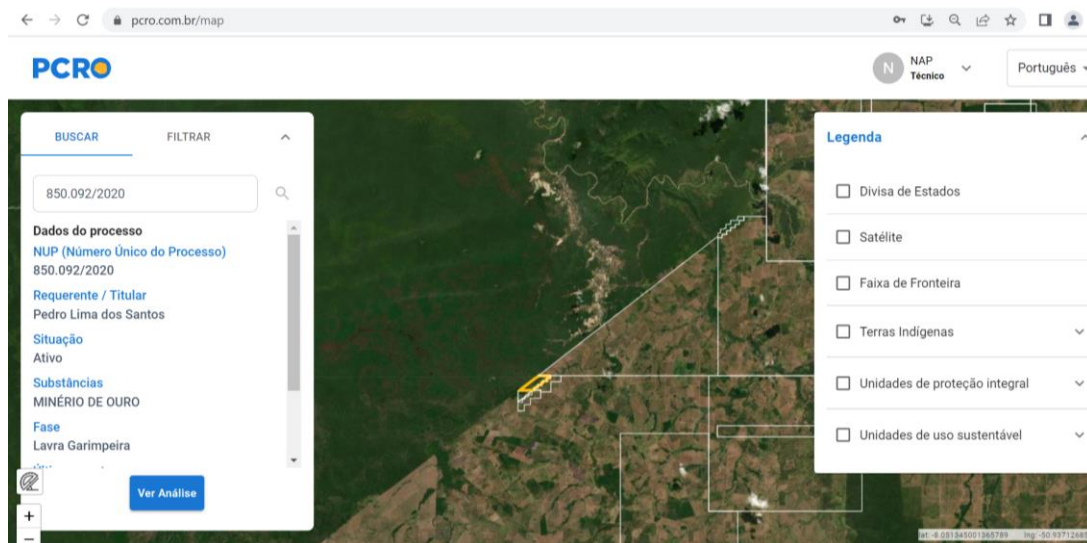 pcro.com.br/map
PCRO
N
NAP
Técnico
Português
BUSCAR
FILTRAR
850.092/2020
Dados do processo
NUP (Número Único do Processo)
850.092/2020
Requerente / Titular
Pedro Lima dos Santos
Situação
Ativo
Substâncias
MINÉRIO DE OURO
Fase
Lavra Garimpeira
Ver Análise
+
−
Legenda
Divisa de Estados
Satélite
Faixa de Fronteira
Terras Indígenas
Unidades de proteção integral
Unidades de uso sustentável